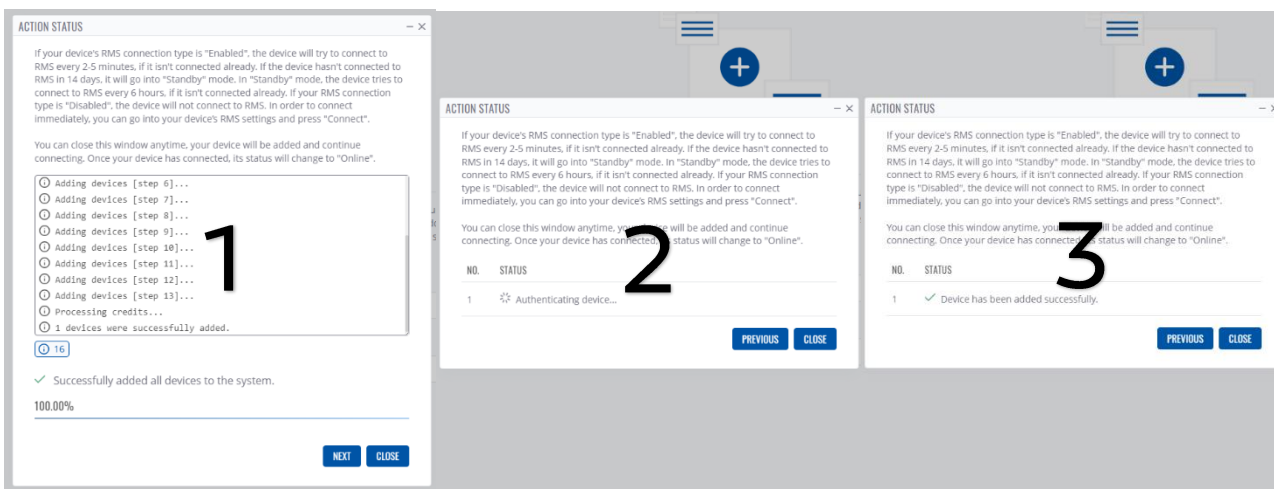 ACTION STATUS
If your device's RMS connection type is "Enabled", the device will try to connect to
RMS every 2-5 minutes, if it isn't connected already. If the device hasn't connected to
RMS in 14 days, it will go into "Standby" mode. In "Standby" mode, the device tries to
connect to RMS every 6 hours, if it isn't connected already. If your RMS connection
type is "Disabled", the device will not connect to RMS. In order to connect
immediately, you can go into your device's RMS settings and press "Connect".
You can close this window anytime, your device will be added and continue
connecting. Once your device has connected, its status will change to "Online".
Adding devices [step 6]...
Adding devices [step 7]...
Adding devices [step 8]...
Adding devices [step 9]...
Adding devices [step 10]...
Adding devices [step 11]...
Adding devices [step 12]...
Adding devices [step 13]...
Processing credits...
1 devices were successfully added.
16
Successfully added all devices to the system.
100.00%
NEXT CLOSE
1
ACTION STATUS
If your device's RMS connection type is "Enabled", the device will try to connect to
RMS every 2-5 minutes, if it isn't connected already. If the device hasn't connected to
RMS in 14 days, it will go into "Standby" mode. In "Standby" mode, the device tries to
connect to RMS every 6 hours, if it isn't connected already. If your RMS connection
type is "Disabled", the device will not connect to RMS. In order to connect
immediately, you can go into your device's RMS settings and press "Connect".
You can close this window anytime, your device will be added and continue
connecting. Once your device has connected, its status will change to "Online".
NO. STATUS
1 Authenticating device...
PREVIOUS CLOSE
2
ACTION STATUS
If your device's RMS connection type is "Enabled", the device will try to connect to
RMS every 2-5 minutes, if it isn't connected already. If the device hasn't connected to
RMS in 14 days, it will go into "Standby" mode. In "Standby" mode, the device tries to
connect to RMS every 6 hours, if it isn't connected already. If your RMS connection
type is "Disabled", the device will not connect to RMS. In order to connect
immediately, you can go into your device's RMS settings and press "Connect".
You can close this window anytime, your device will be added and continue
connecting. Once your device has connected, its status will change to "Online".
NO. STATUS
1 Device has been added successfully.
PREVIOUS CLOSE
3